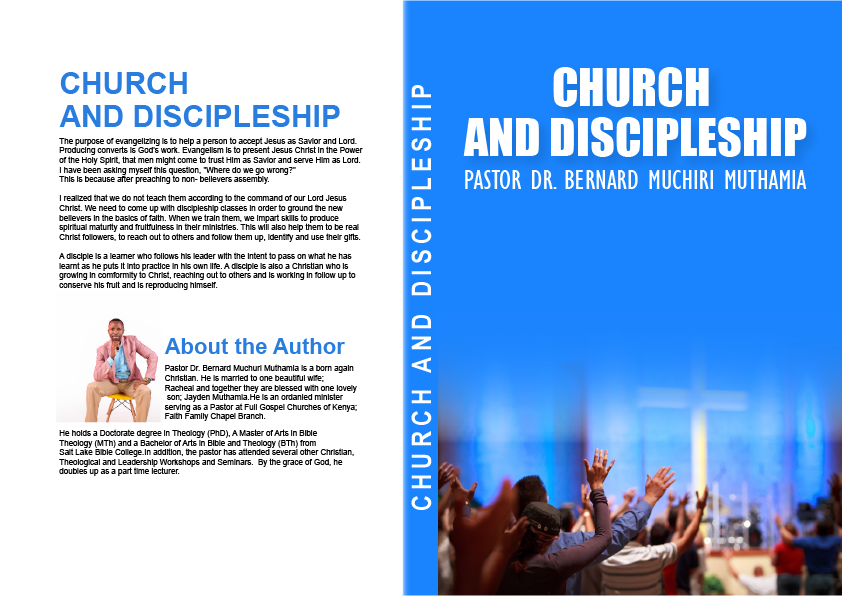 CHURCH
AND DISCIPLESHIP
The purpose of evangelizing is to help a person to accept Jesus as Savior and Lord.
Producing converts is God's work. Evangelism is to present Jesus Christ in the Power
of the Holy Spirit, that men might come to trust Him as Savior and serve Him as Lord.
I have been asking myself this question, "Where do we go wrong?"
This is because after preaching to non- believers assembly.
I realized that we do not teach them according to the command of our Lord Jesus
Christ. We need to come up with discipleship classes in order to ground the new
believers in the basics of faith. When we train them, we impart skills to produce
spiritual maturity and fruitfulness in their ministries. This will also help them to be real
Christ followers, to reach out to others and follow them up, identify and use their gifts.
A disciple is a learner who follows his leader with the intent to pass on what he has
learnt as he puts it into practice in his own life. A disciple is also a Christian who is
growing in comformity to Christ, reaching out to others and is working in follow up to
conserve his fruit and is reproducing himself.
About the Author
Pastor Dr. Bernard Muchuri Muthamia is a born again
Christian. He is married to one beautiful wife;
Racheal and together they are blessed with one lovely
son; Jayden Muthamia.He is an ordanied minister
serving as a Pastor at Full Gospel Churches of Kenya;
Faith Family Chapel Branch.
He holds a Doctorate degree in Theology (PhD), A Master of Arts in Bible
Theology (MTh) and a Bachelor of Arts in Bible and Theology (BTh) from
Salt Lake Bible College.In addition, the pastor has attended several other Christian,
Theological and Leadership Workshops and Seminars. By the grace of God, he
doubles up as a part time lecturer.
CHURCH AND DISCIPLESHIP
CHURCH
AND DISCIPLESHIP
PASTOR DR. BERNARD MUCHIRI MUTHAMIA